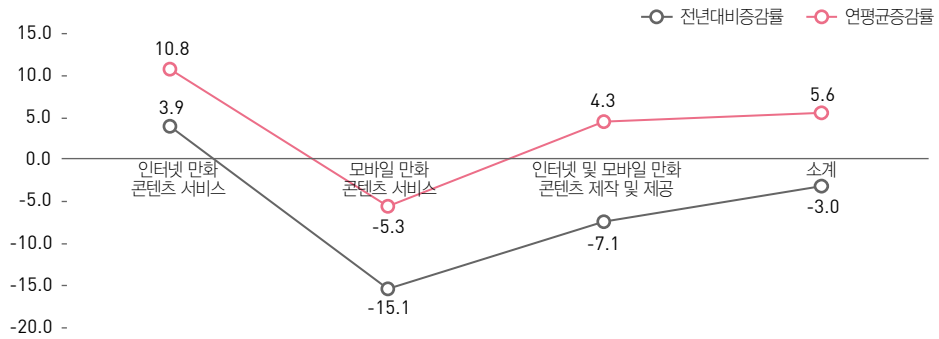 전년대비증감률 연평균증감률
15.0
10.0
5.0
0.0
-5.0
-10.0
-15.0
-20.0
10.8
3.9
-5.3
-15.1
4.3
-7.1
5.6
-3.0
인터넷 만화
콘텐츠 서비스
모바일 만화
콘텐츠 서비스
인터넷 및 모바일 만화
콘텐츠 제작 및 제공
소계